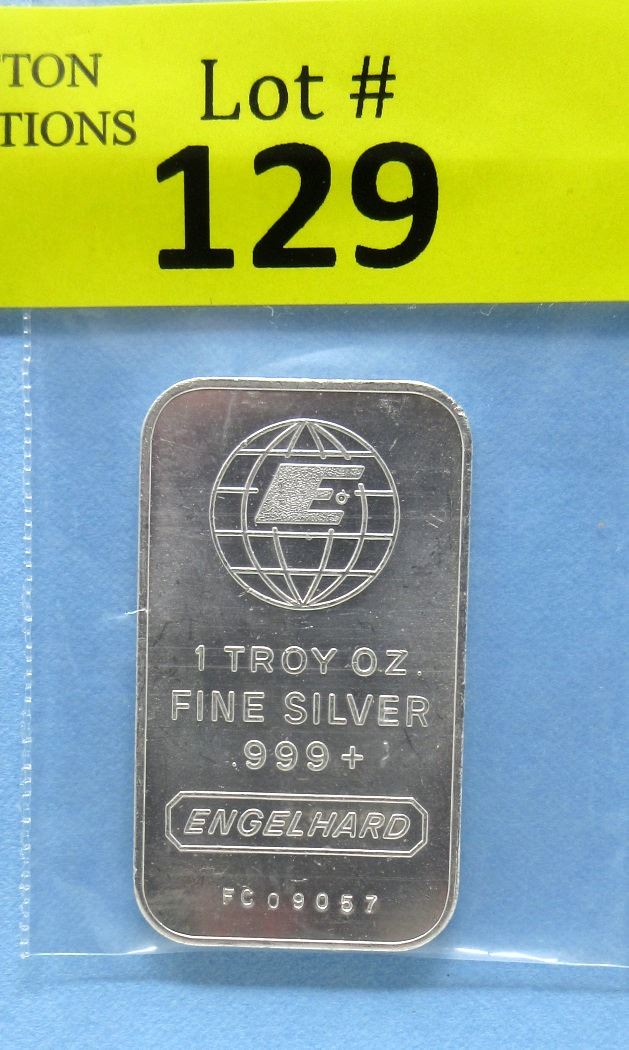 TON
TIONS
Lot #
129
E
1 TROY OZ.
FINE SILVER
.999+
ENGELHARD
FC09057